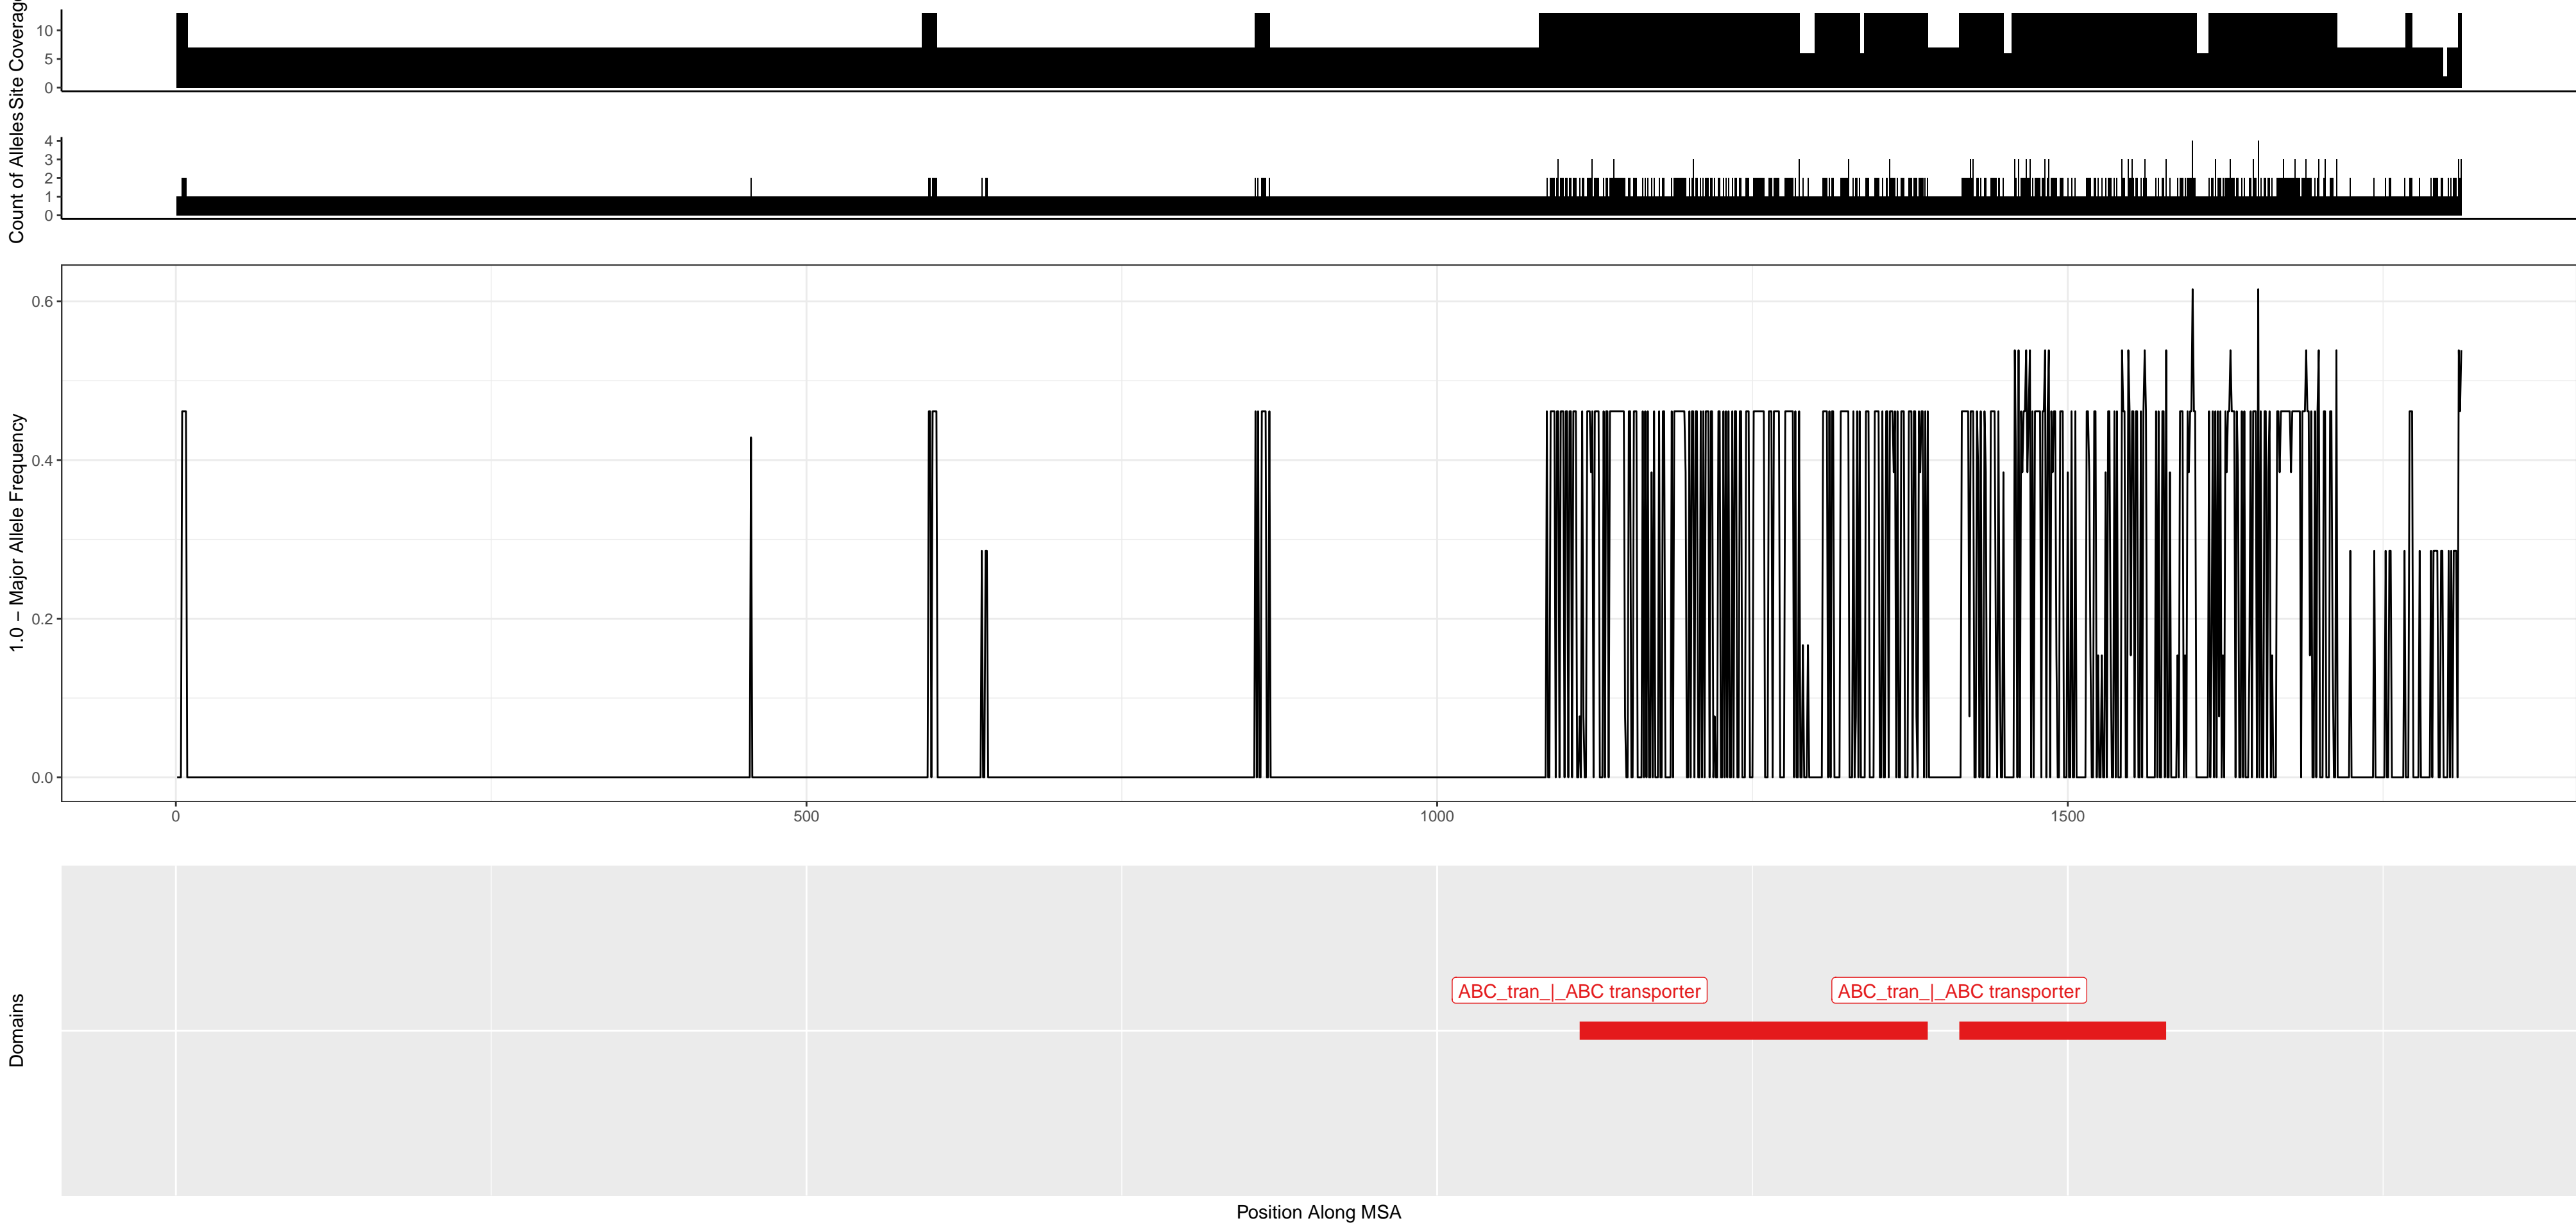 Site Coverage
10
5
0
Count of Alleles
4
3
2
1
0
1.0 − Major Allele Frequency
0.6
0.4
0.2
0.0
0 500 1000 1500
Domains
ABC_tran_|_ABC transporter ABC_tran_|_ABC transporter
Position Along MSA